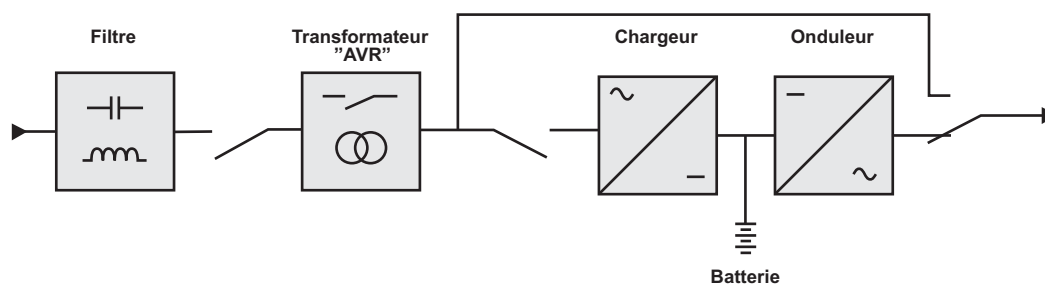 Filtre
Transformateur
”AVR”
Chargeur
Onduleur
Batterie